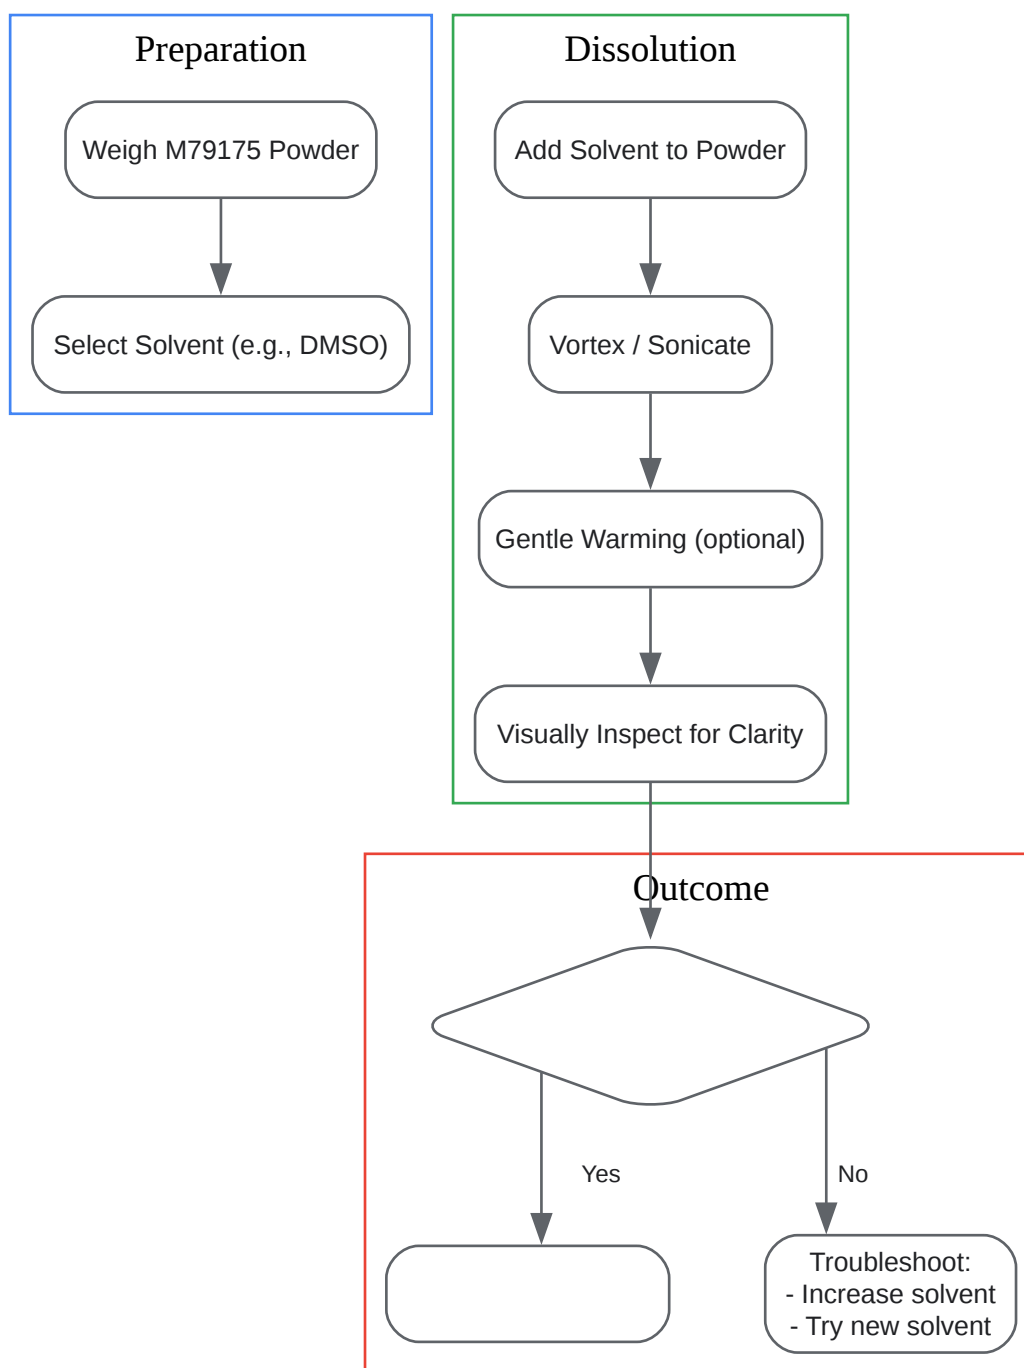 Preparation
Weigh M79175 Powder
Select Solvent (e.g., DMSO)
Dissolution
Add Solvent to Powder
Vortex / Sonicate
Gentle Warming (optional)
Visually Inspect for Clarity
Outcome
Yes
No
Troubleshoot:
- Increase solvent
- Try new solvent